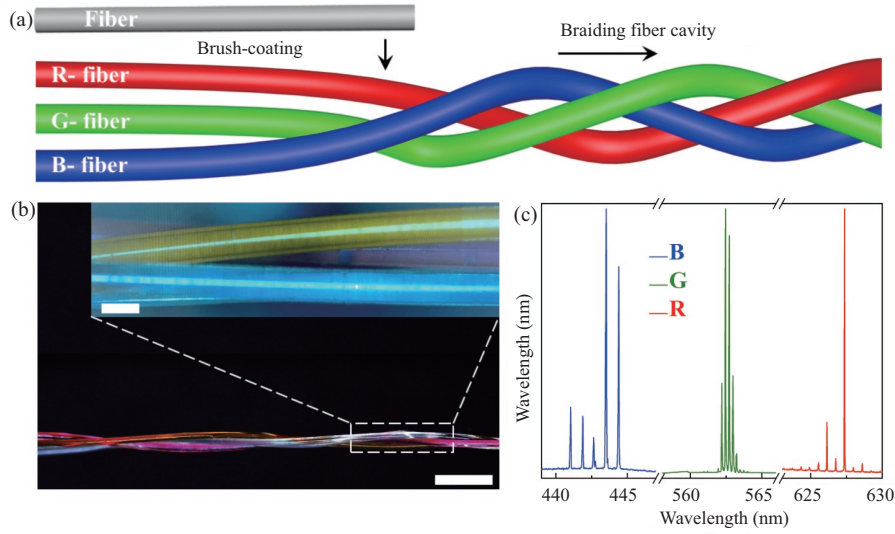 (a)
Fiber
Brush-coating
Braiding fiber cavity
R- fiber
G- fiber
B- fiber
(b)
(c)
B
G
R
Wavelength (nm)
440 445 560 565 625 630
Wavelength (nm)